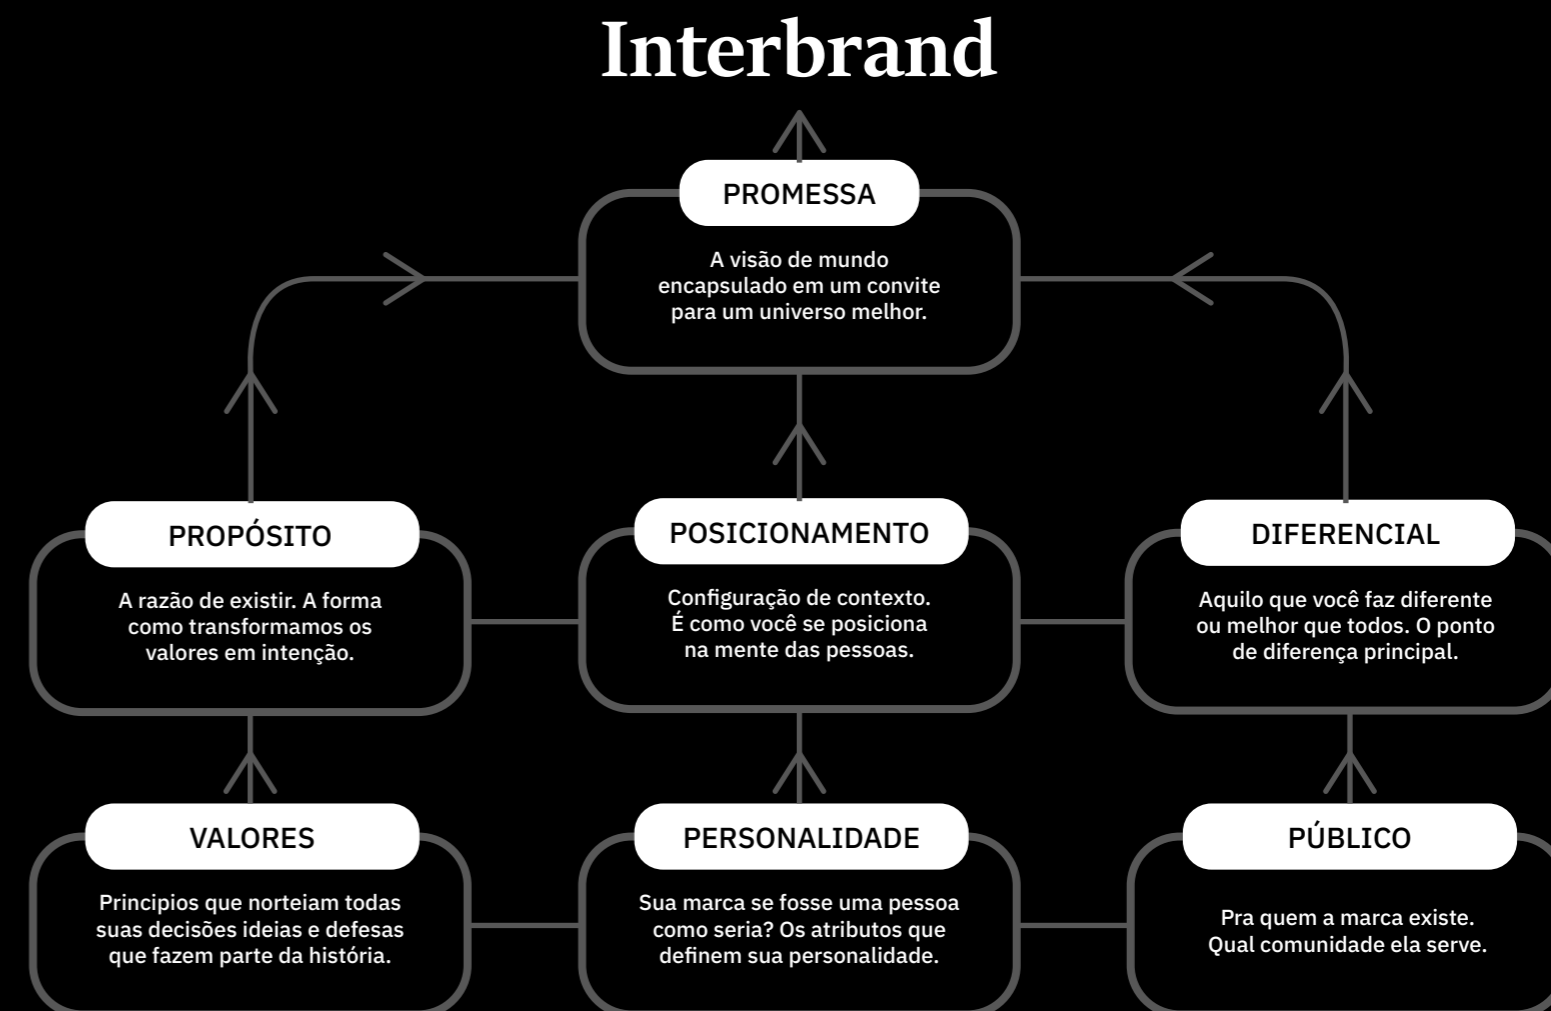 Interbrand
PROMESSA
A visão de mundo
encapsulado em um convite
para um universo melhor.
PROPÓSITO
A razão de existir. A forma
como transformamos os
valores em intenção.
POSICIONAMENTO
Configuração de contexto.
É como você se posiciona
na mente das pessoas.
DIFERENCIAL
Aquilo que você faz diferente
ou melhor que todos. O ponto
de diferença principal.
VALORES
Principios que norteiam todas
suas decisões ideias e defesas
que fazem parte da história.
PERSONALIDADE
Sua marca se fosse uma pessoa
como seria? Os atributos que
definem sua personalidade.
PÚBLICO
Pra quem a marca existe.
Qual comunidade ela serve.